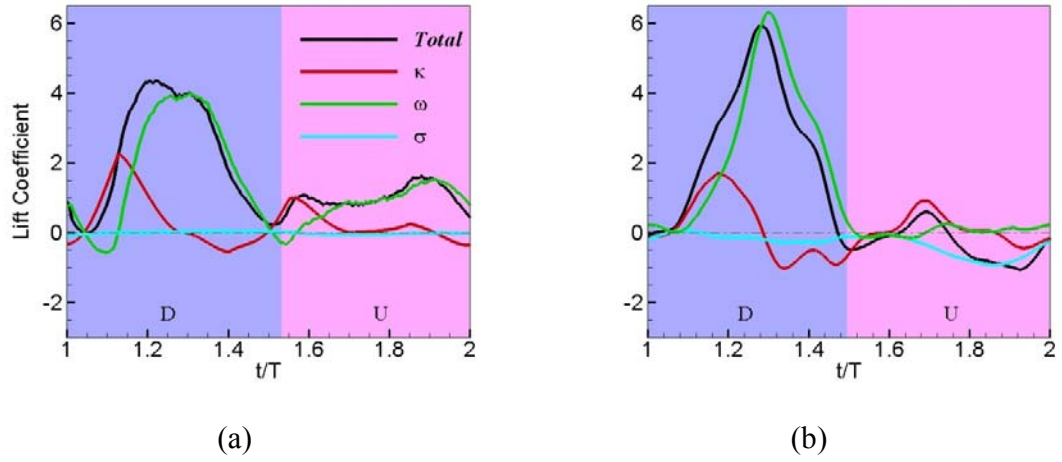 Lift Coefficient
6
4
2
0
-2
Total
κ
ω
σ
D
U
1 1.2 1.4 1.6 1.8 2
t/T
(a)
6
4
2
0
-2
D
U
1 1.2 1.4 1.6 1.8 2
t/T
(b)